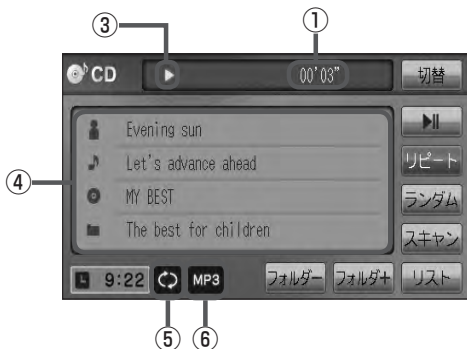 ③ ①
CD 00'03" 切替
Evening sun
Let's advance ahead
MY BEST
The best for children
④
リピート
ランダム
スキャン
9:22 MP3 フォルダー フォルダ+ リスト
⑤ ⑥